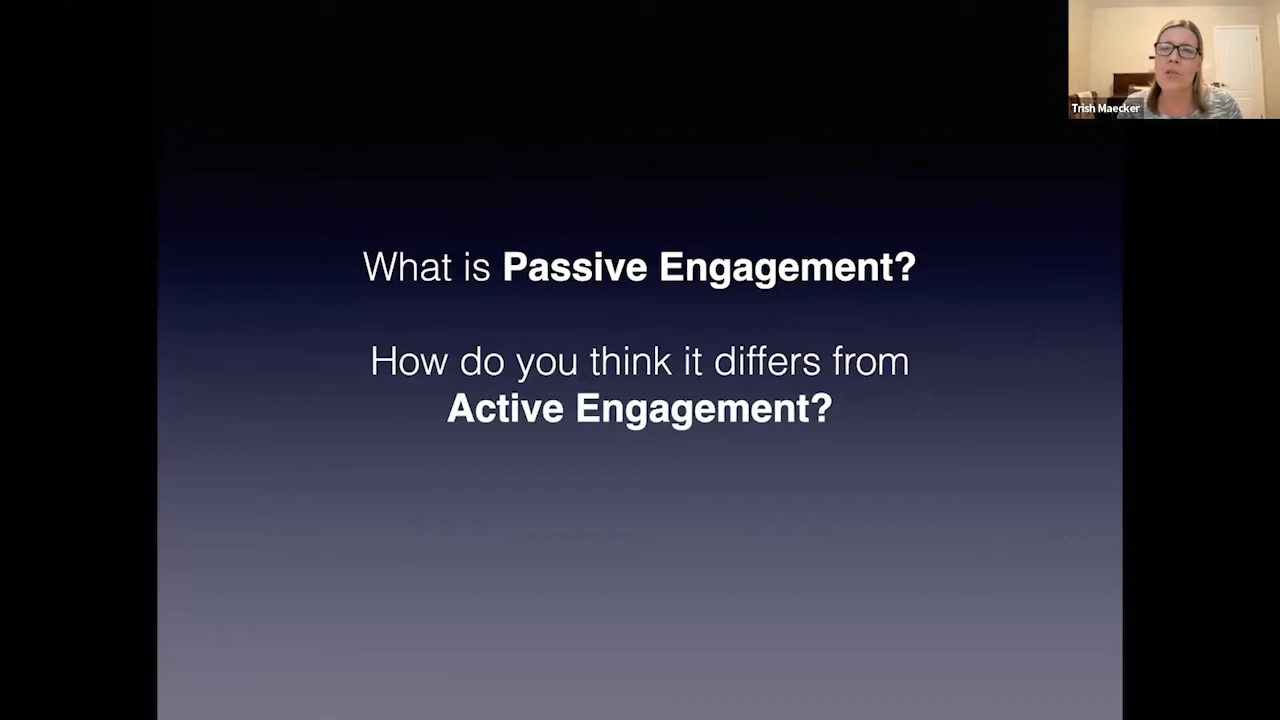 Trish Maecker
What is Passive Engagement?
How do you think it differs from
Active Engagement?